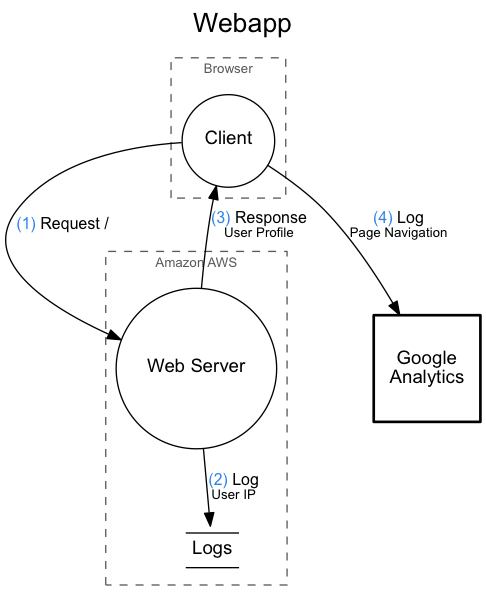 Webapp
Browser
Client
(1) Request /
(3) Response
User Profile
(4) Log
Page Navigation
Amazon AWS
Web Server
Google
Analytics
(2) Log
User IP
Logs